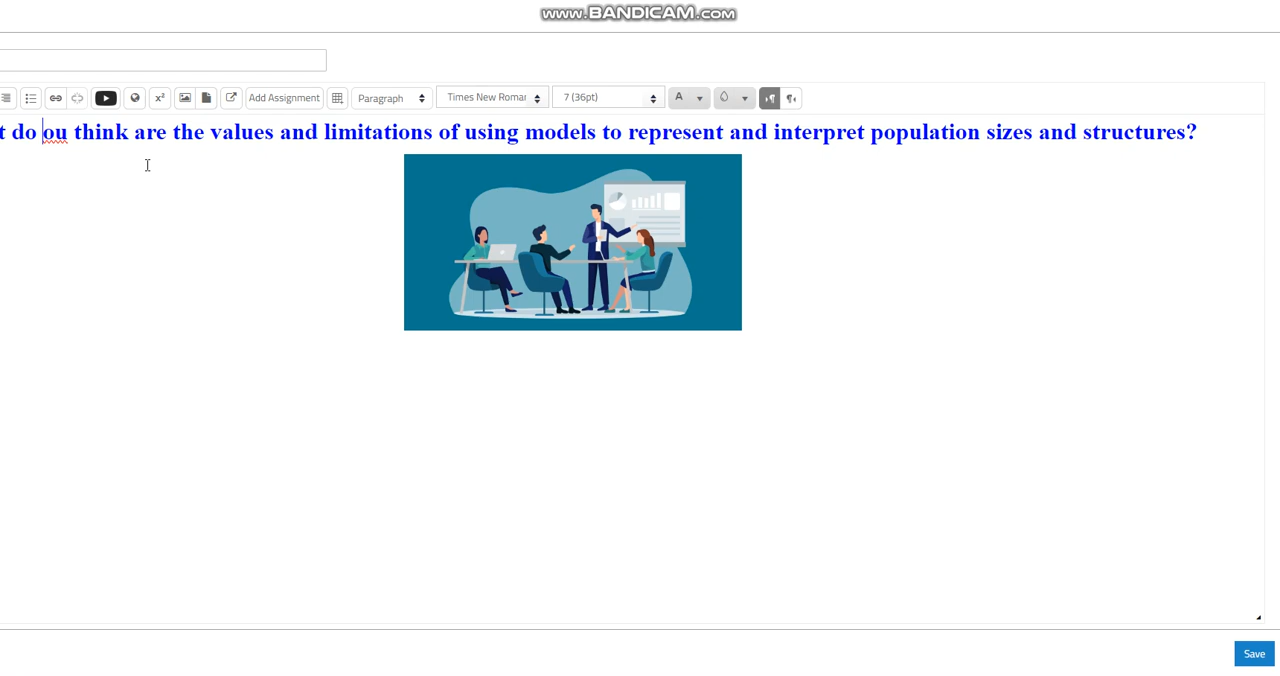 www.BANDICAM.com
x²
Add Assignment
Paragraph
Times New Roman
7 (36pt)
A
t do ou think are the values and limitations of using models to represent and interpret population sizes and structures?
Save